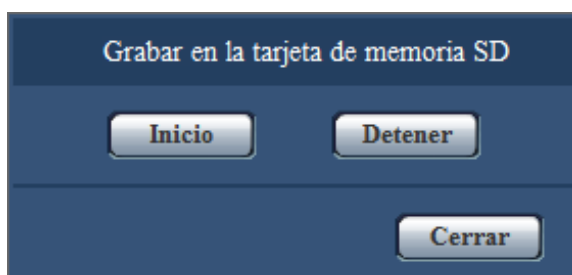 Grabar en la tarjeta de memoria SD
Inicio Detener
Cerrar